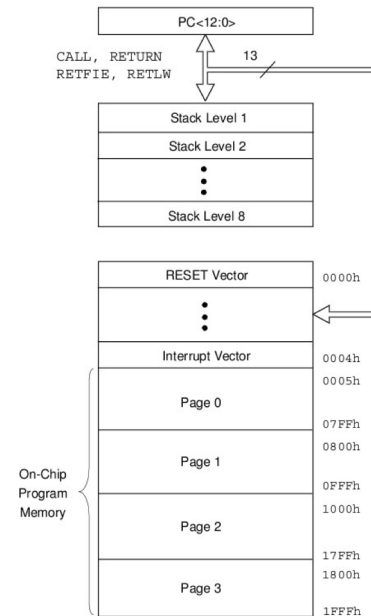 PC<12:0>
CALL, RETURN
RETFIE, RETLW
13
Stack Level 1
Stack Level 2
Stack Level 8
RESET Vector
0000h
Interrupt Vector
0004h
0005h
Page 0
07FFh
0800h
Page 1
0FFFh
On-Chip
Program
Memory
1000h
Page 2
17FFh
1800h
Page 3
1FFFh